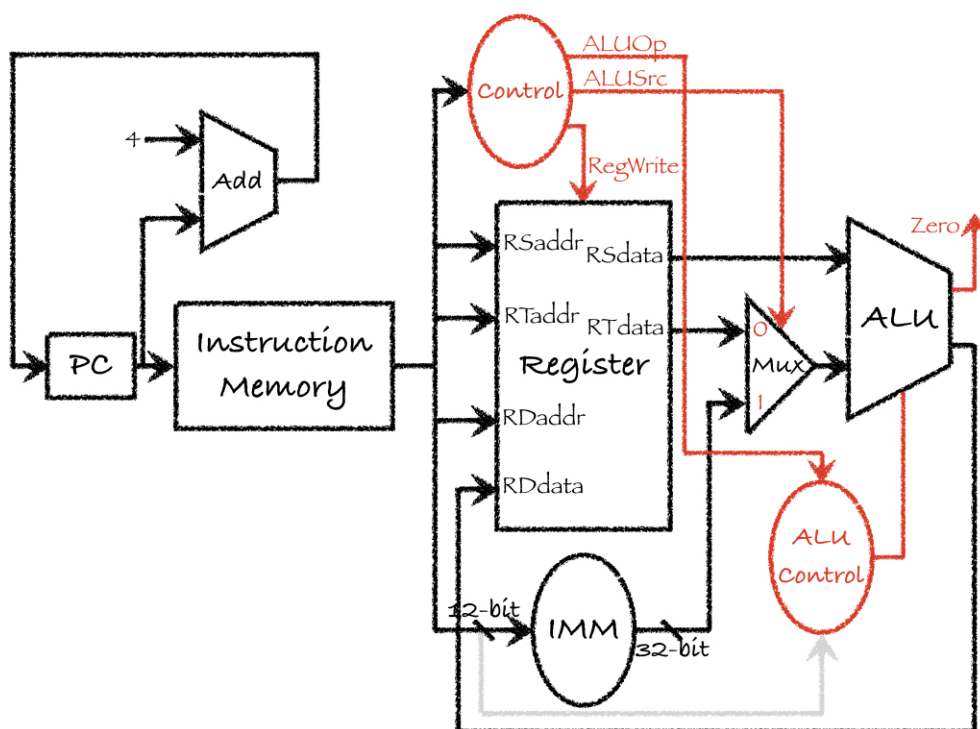 ALUOp
ALUSrc
Control
RegWrite
4
Add
Zero
RSaddr
RSdata
RTaddr
RTdata
0
ALU
PC
Instruction
Memory
Register
Mux
1
RDaddr
RDdata
ALU
Control
12-bit
IMM
32-bit